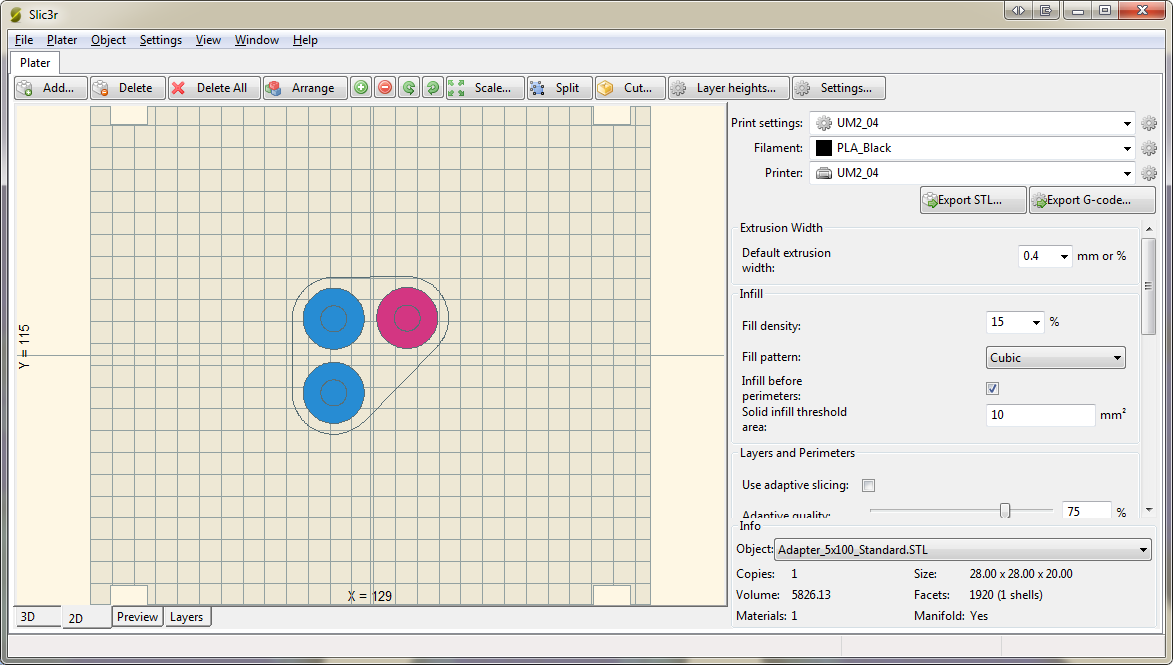 Slic3r
File Plater Object Settings View Window Help
Plater
Add... Delete Delete All Arrange Scale... Split Cut... Layer heights... Settings...
Print settings: UM2_04
Filament: PLA_Black
Printer: UM2_04
Export STL... Export G-code...
Extrusion Width
Default extrusion
width:
0.4 mm or %
Infill
Fill density: 15 %
Fill pattern: Cubic
Infill before
perimeters:
Solid infill threshold
area:
10 mm²
Layers and Perimeters
Use adaptive slicing:
Adaptive quality: 75 %
Info
Object: Adapter_5x100_Standard.STL
Copies: 1 Size: 28.00 x 28.00 x 20.00
Volume: 5826.13 Facets: 1920 (1 shells)
Materials: 1 Manifold: Yes
Y = 115
X = 129
3D 2D Preview Layers